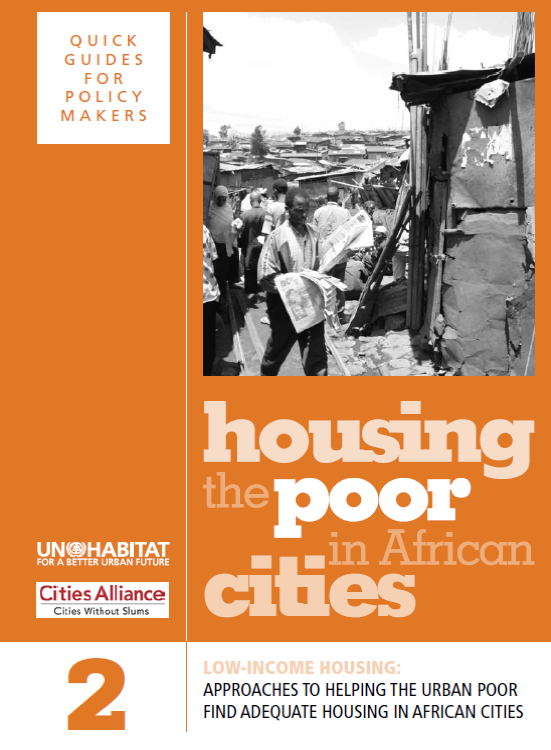 QUICK
GUIDES
FOR
POLICY
MAKERS
housing
the poor
in African
cities
UN HABITAT
FOR A BETTER URBAN FUTURE
Cities Alliance
Cities Without Slums
2
LOW-INCOME HOUSING:
APPROACHES TO HELPING THE URBAN POOR
FIND ADEQUATE HOUSING IN AFRICAN CITIES